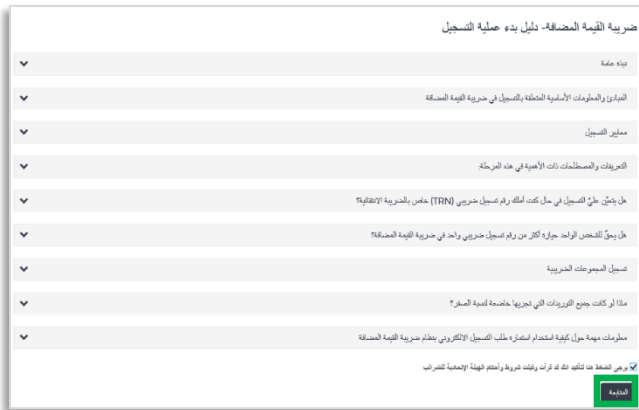 ضريبة القيمة المضافة- دليل بدء عملية التسجيل
نبذة عامة
المبادئ والمعلومات الأساسية المتعلقة بالتسجيل في ضريبة القيمة المضافة
معايير التسجيل
التعريفات والمصطلحات ذات الأهمية في هذه المرحلة:
هل يتعيّن عليّ التسجيل في حال كنت أملك رقم تسجيل ضريبي (TRN) خاص بالضريبة الانتقائية؟
هل يحقّ للشخص الواحد حيازة أكثر من رقم تسجيل ضريبي واحد في ضريبة القيمة المضافة؟
تسجيل المجموعات الضريبية
ماذا لو كانت جميع التوريدات التي تجريها خاضعة لنسبة الصفر؟
معلومات مهمة حول كيفية استخدام استمارة طلب التسجيل الالكتروني بنظام ضريبة القيمة المضافة
يرجى الضغط هنا لتأكيد انك قد قرأت وقبلت شروط وأحكام الهيئة الإتحادية للضرائب
المتابعة